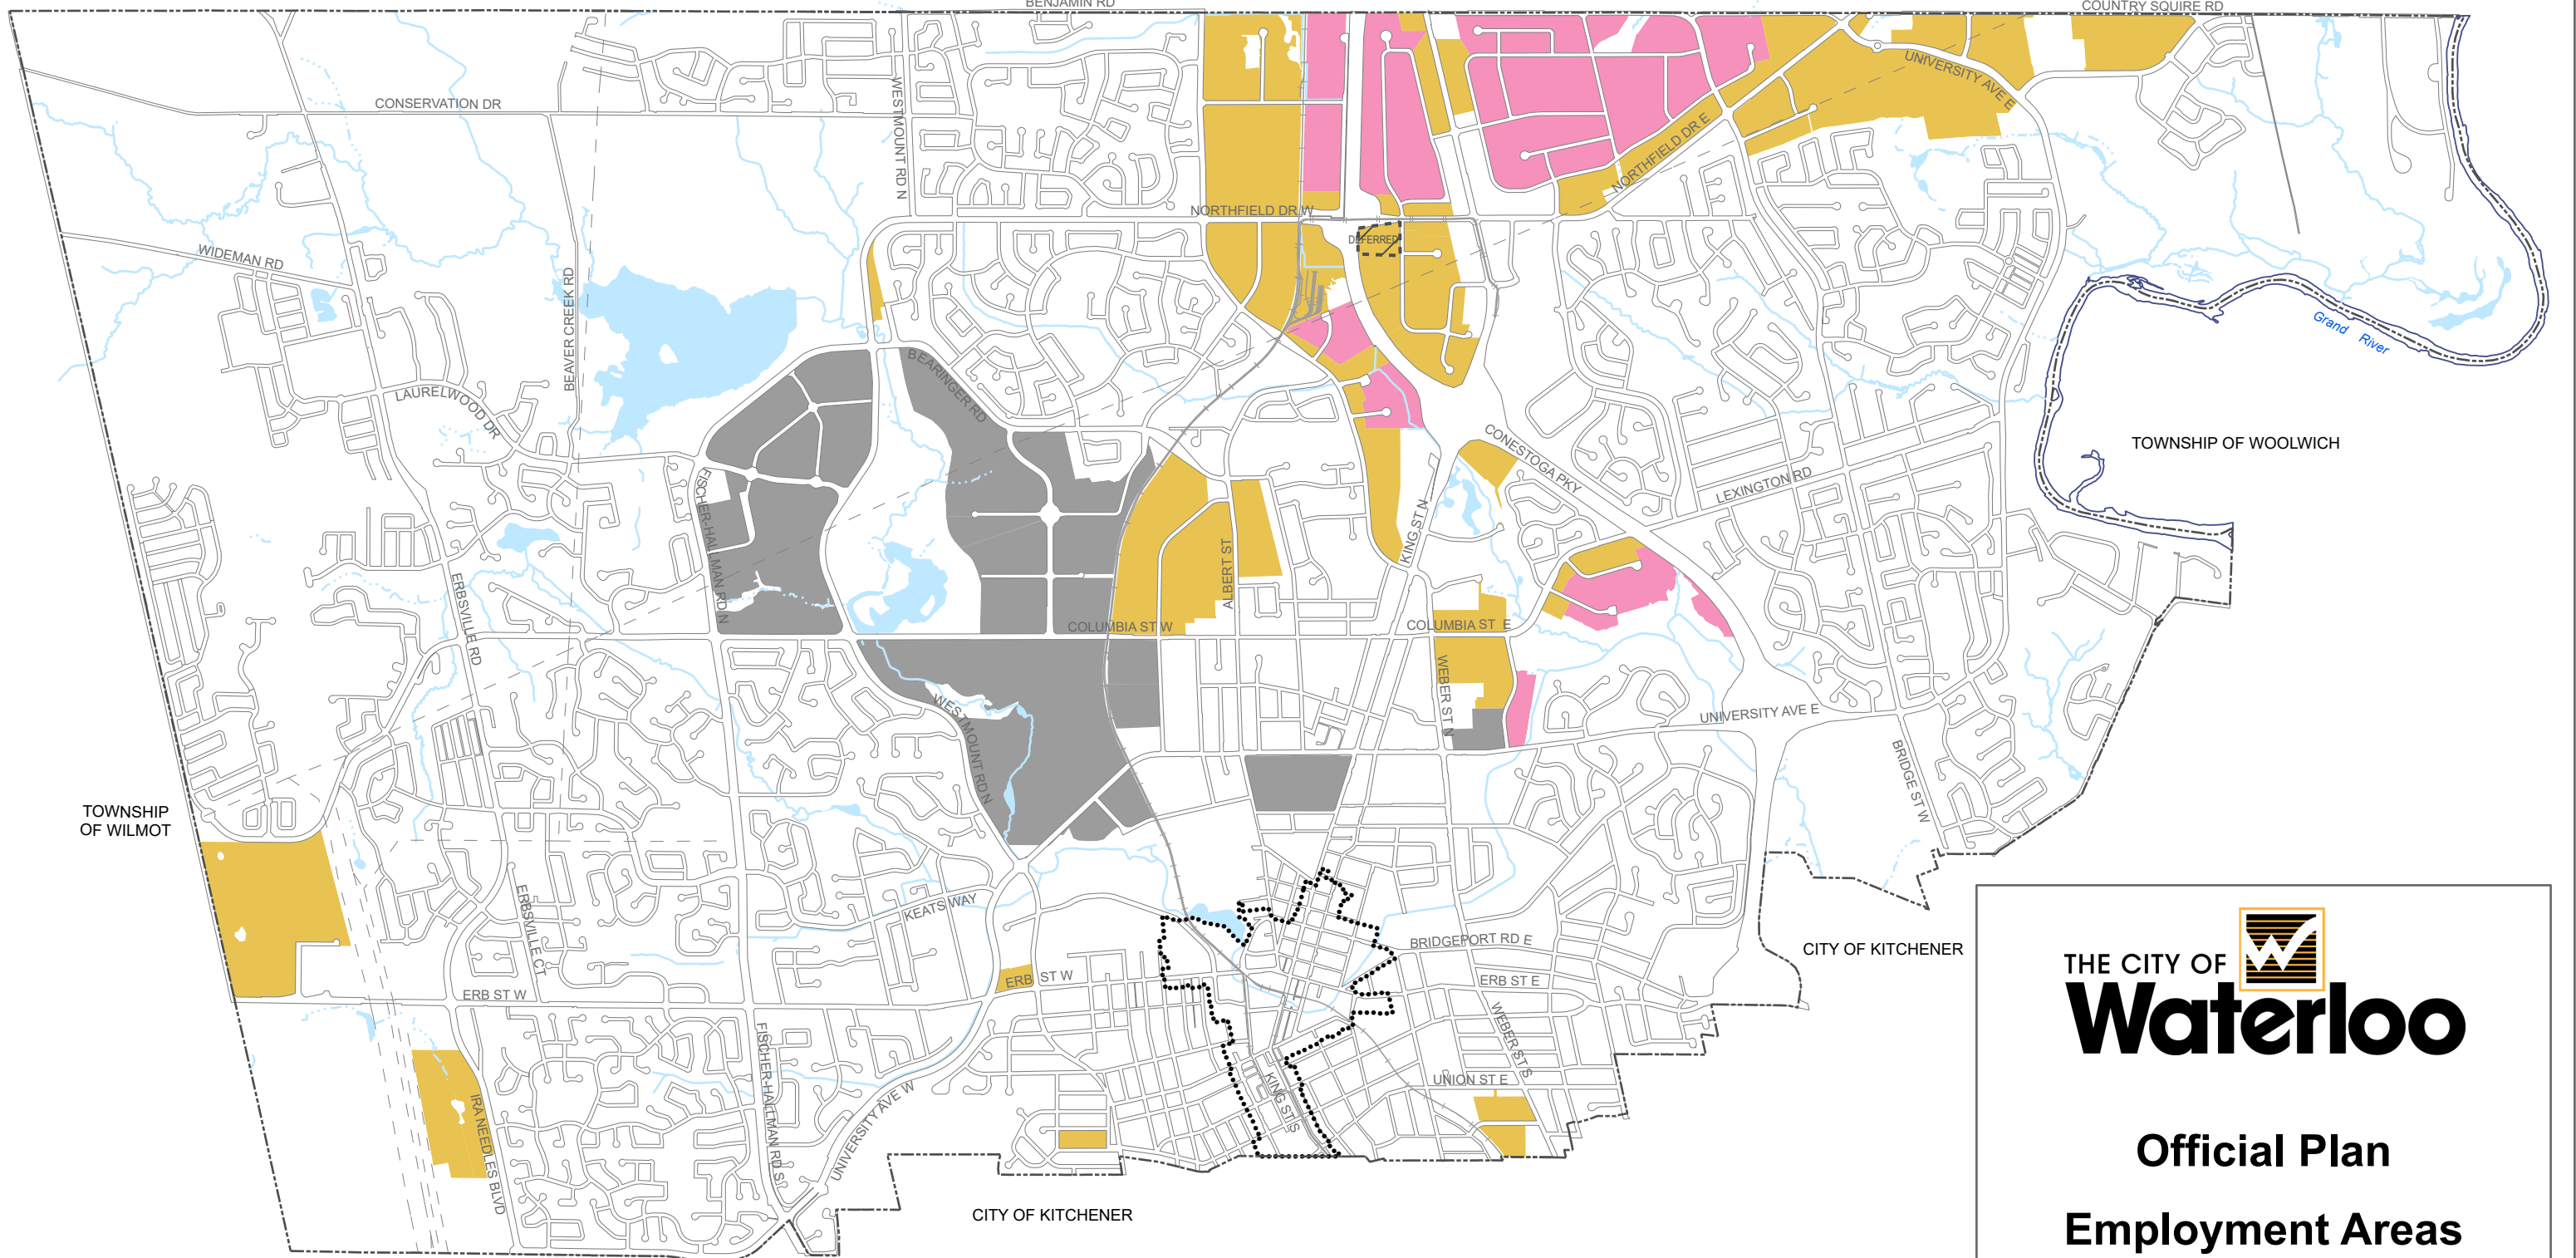 BENJAMIN RD
COUNTRY SQUIRE RD
CONSERVATION DR
WESTMOUNT RD N
UNIVERSITY AVE E
NORTHFIELD DR E
NORTHFIELD DR W
DEFERRED
WIDEMAN RD
BEAVER CREEK RD
Grand River
BEARINGER RD
LAURELWOOD DR
CONESTOGA PKY
TOWNSHIP OF WOOLWICH
LEXINGTON RD
FISCHER-HALLMAN RD N
KING ST N
ALBERT ST
ERBSVILLE RD
COLUMBIA ST W
COLUMBIA ST E
WEBER ST N
WESTMOUNT RD N
UNIVERSITY AVE E
BRIDGE ST W
TOWNSHIP
OF WILMOT
ERBSVILLE CT
KEATS WAY
BRIDGEPORT RD E
CITY OF KITCHENER
ERB ST W
ERB ST W
ERB ST E
WEBER ST S
FISCHER-HALLMAN RD S
UNION ST E
KING ST S
IRA NEEDLES BLVD
UNIVERSITY AVE W
CITY OF KITCHENER
THE CITY OF
Waterloo
Official Plan
Employment Areas